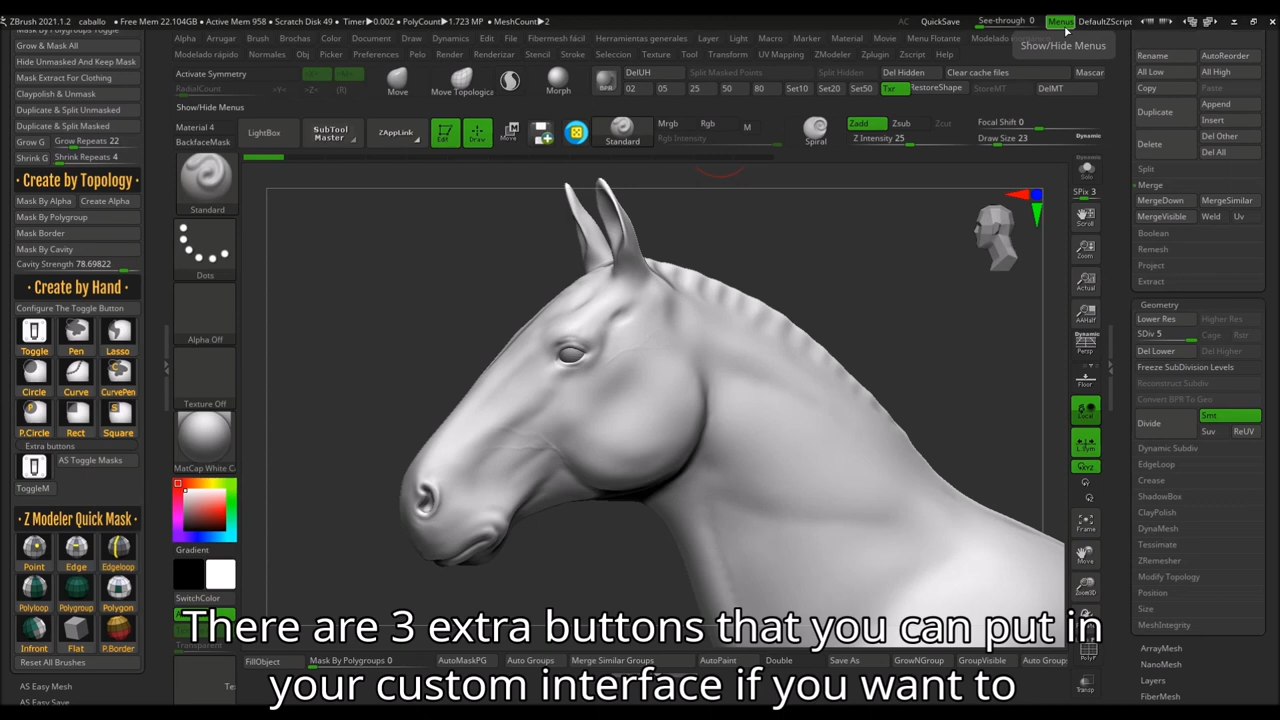 ZBrush 2021.1.2 caballo • Free Mem 22.104GB • Active Mem 958 • Scratch Disk 49 • Timer▶0.002 • PolyCount▶1.723 MP • MeshCount▶2
AC QuickSave See-through 0 Menus DefaultZScript
Show/Hide Menus
Alpha Arrugar Brush Brochas Color Document Draw Dynamics Edit File Fibermesh facil Herramientas generales Layer Light Macro Marker Material Movie Menu Flotante
Modelado rápido Normales Obj Picker Preferences Pelo Render Renderizar Stencil Stroke Seleccion Texture Tool Transform UV Mapping ZModeler Zplugin Zscript Help
Grow & Mask All
Hide Unmasked And Keep Mask
Mask Extract For Clothing
Claypolish & Unmask
Duplicate & Split Unmasked
Duplicate & Split Masked
Grow G Grow Repeats 22
Shrink G Shrink Repeats 4
• Create by Topology •
Mask By Alpha Create Alpha
Mask By Polygroup
Mask Border
Mask By Cavity
Cavity Strength 78.69822
• Create by Hand •
Configure The Toggle Button
Toggle Pen Lasso
Circle Curve CurvePen
P.Circle Rect Square
Extra buttons
AS Toggle Masks
ToggleM
• Z Modeler Quick Mask •
Point Edge Edgeloop
Polyloop Polygroup Polygon
Infront Flat P.Border
Reset All Masks
AS Easy Mesh
AS Easy Save
Activate Symmetry >X< >M<
RadialCount >Y< >Z< (R)
Show/Hide Menus
Material 4
BackfaceMask
LightBox SubTool Master ZAppLink Edit Draw Move Standard
Move Move Topologica Morph BPR
DelUH Split Masked Points Split Hidden Del Hidden Clear cache files Mascar
02 05 25 50 80 Set10 Set20 Set50 Txr RestoreShape StoreMT DelMT
Mrgb Rgb M
Rgb Intensity
Spiral
Zadd Zsub Zcut
Z Intensity 25
Focal Shift 0
Draw Size 23 Dynamic
Standard
Dots
Alpha Off
Texture Off
MatCap White C
Gradient
SwitchColor
Transparent
Dynamic
Solo
SPix 3
Scroll
Zoom
Actual
AAHalf
Dynamic
Persp
Floor
Local
L.Sym
XYZ
Frame
Move
Zoom3D
PolyF
Transp
Rename AutoReorder
All Low All High
Copy Paste
Duplicate Append
Insert
Delete Del Other
Del All
Split
Merge
MergeDown MergeSimilar
MergeVisible Weld Uv
Boolean
Remesh
Project
Extract
Geometry
Lower Res Higher Res
SDiv 5 Cage Rstr
Del Lower Del Higher
Freeze SubDivision Levels
Reconstruct Subdiv
Convert BPR To Geo
Divide Smt
Suv ReUV
Dynamic Subdiv
EdgeLoop
Crease
ShadowBox
ClayPolish
DynaMesh
Tessimate
ZRemesher
Modify Topology
Position
Size
MeshIntegrity
ArrayMesh
NanoMesh
Layers
FiberMesh
FillObject Mask By Polygroups 0 AutoMaskPG Auto Groups Merge Similar Groups AutoPaint Double Save As GrowNGroup GroupVisible Auto Group
There are 3 extra buttons that you can put in
your custom interface if you want to